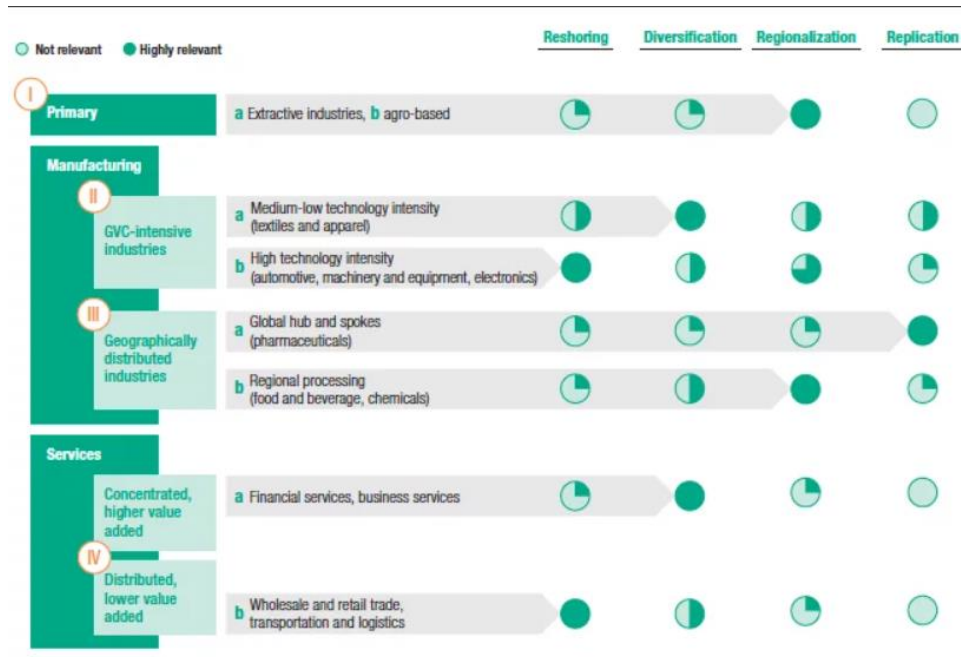 Not relevant
Highly relevant
Reshoring
Diversification
Regionalization
Replication
I
Primary
a Extractive industries, b agro-based
Manufacturing
II
GVC-intensive
industries
a Medium-low technology intensity
(textiles and apparel)
b High technology intensity
(automotive, machinery and equipment, electronics)
III
Geographically
distributed
industries
a Global hub and spokes
(pharmaceuticals)
b Regional processing
(food and beverage, chemicals)
Services
Concentrated,
higher value
added
a Financial services, business services
IV
Distributed,
lower value
added
b Wholesale and retail trade,
transportation and logistics